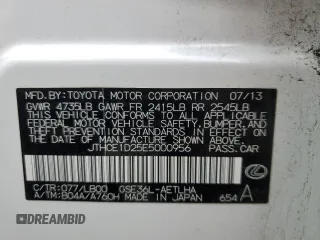 MFD.BY:TOYOTA MOTOR CORPORATION 07/13
GVWR 4735LB GAWR FR 2415LB RR 2545LB
THIS VEHICLE CONFORMS TO ALL APPLICABLE
FEDERAL MOTOR VEHICLE SAFETY, BUMPER, AND
THEFT PREVENTION STANDARDS IN EFFECT ON
THE DATE OF MANUFACTURE SHOWN ABOVE.
JTHCE1D25E5000956 PASS.CAR
C/TR:077/LB00 GSE36L-AETLHA
A/TM:B04A/A760H MADE IN JAPAN 654 A
AUTHORIZED DEALER